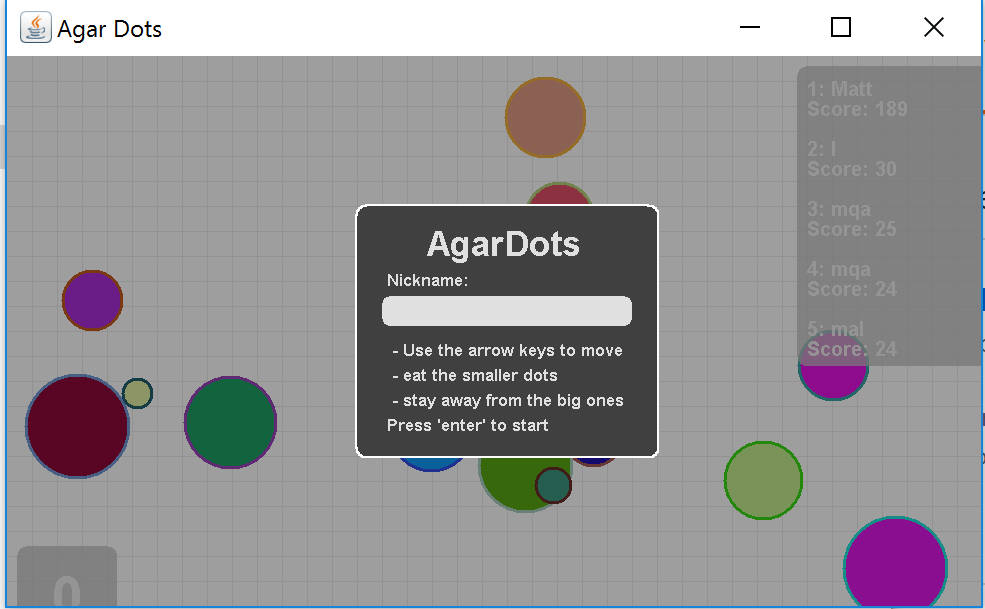 Agar Dots
1: Matt
Score: 189
2: l
Score: 30
3: mqa
Score: 25
4: mqa
Score: 24
5: mal
Score: 24
AgarDots
Nickname:
- Use the arrow keys to move
- eat the smaller dots
- stay away from the big ones
Press 'enter' to start
0